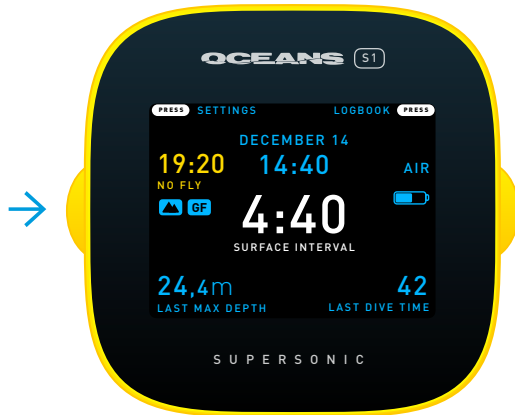 OCEANS S1
PRESS SETTINGS LOGBOOK PRESS
DECEMBER 14
19:20 14:40 AIR
NO FLY
GF
4:40
SURFACE INTERVAL
24,4m 42
LAST MAX DEPTH LAST DIVE TIME
SUPERSONIC